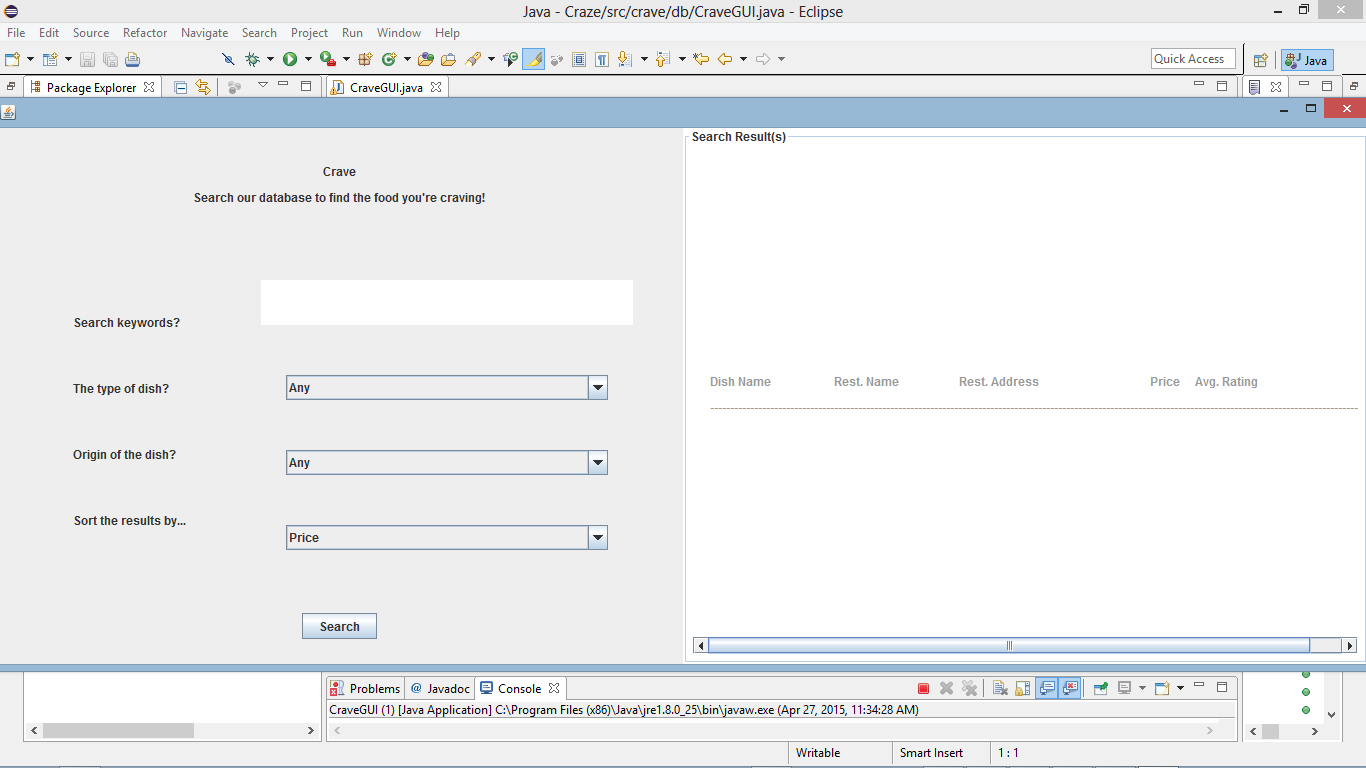 Java - Craze/src/crave/db/CraveGUI.java - Eclipse
File Edit Source Refactor Navigate Search Project Run Window Help
Quick Access
Java
Package Explorer
CraveGUI.java
Search Result(s)
Crave
Search our database to find the food you're craving!
Search keywords?
The type of dish?
Any
Origin of the dish?
Any
Sort the results by...
Price
Search
Dish Name Rest. Name Rest. Address Price Avg. Rating
Problems @ Javadoc Console
CraveGUI (1) [Java Application] C:\Program Files (x86)\Java\jre1.8.0_25\bin\javaw.exe (Apr 27, 2015, 11:34:28 AM)
Writable Smart Insert 1 : 1